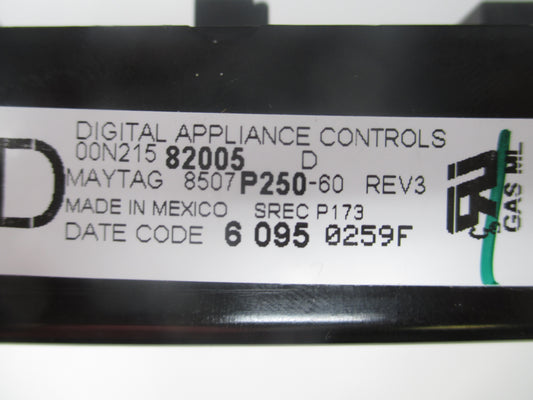 D
DIGITAL APPLIANCE CONTROLS
00N215 82005 D
MAYTAG 8507P250-60 REV3
MADE IN MEXICO SREC P173
DATE CODE 6 095 0259F
GAS ML